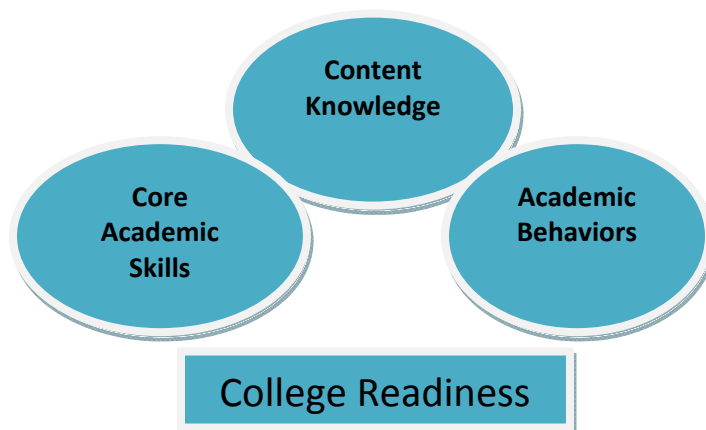 Content
Knowledge
Core
Academic
Skills
Academic
Behaviors
College Readiness